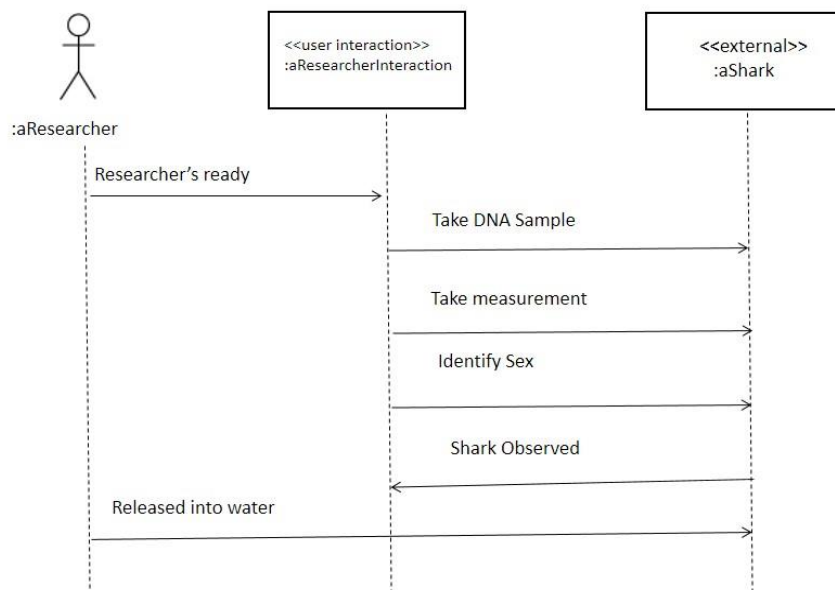 <<user interaction>>
:aResearcherInteraction
<<external>>
:aShark
:aResearcher
Researcher's ready
Take DNA Sample
Take measurement
Identify Sex
Shark Observed
Released into water